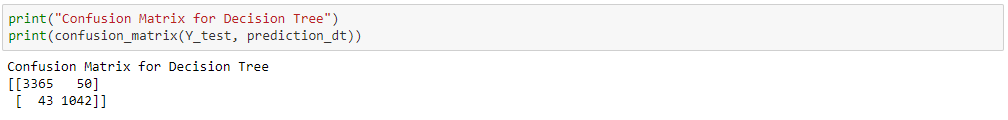 print("Confusion Matrix for Decision Tree")
print(confusion_matrix(Y_test, prediction_dt))
Confusion Matrix for Decision Tree
[[3365   50]
 [  43 1042]]